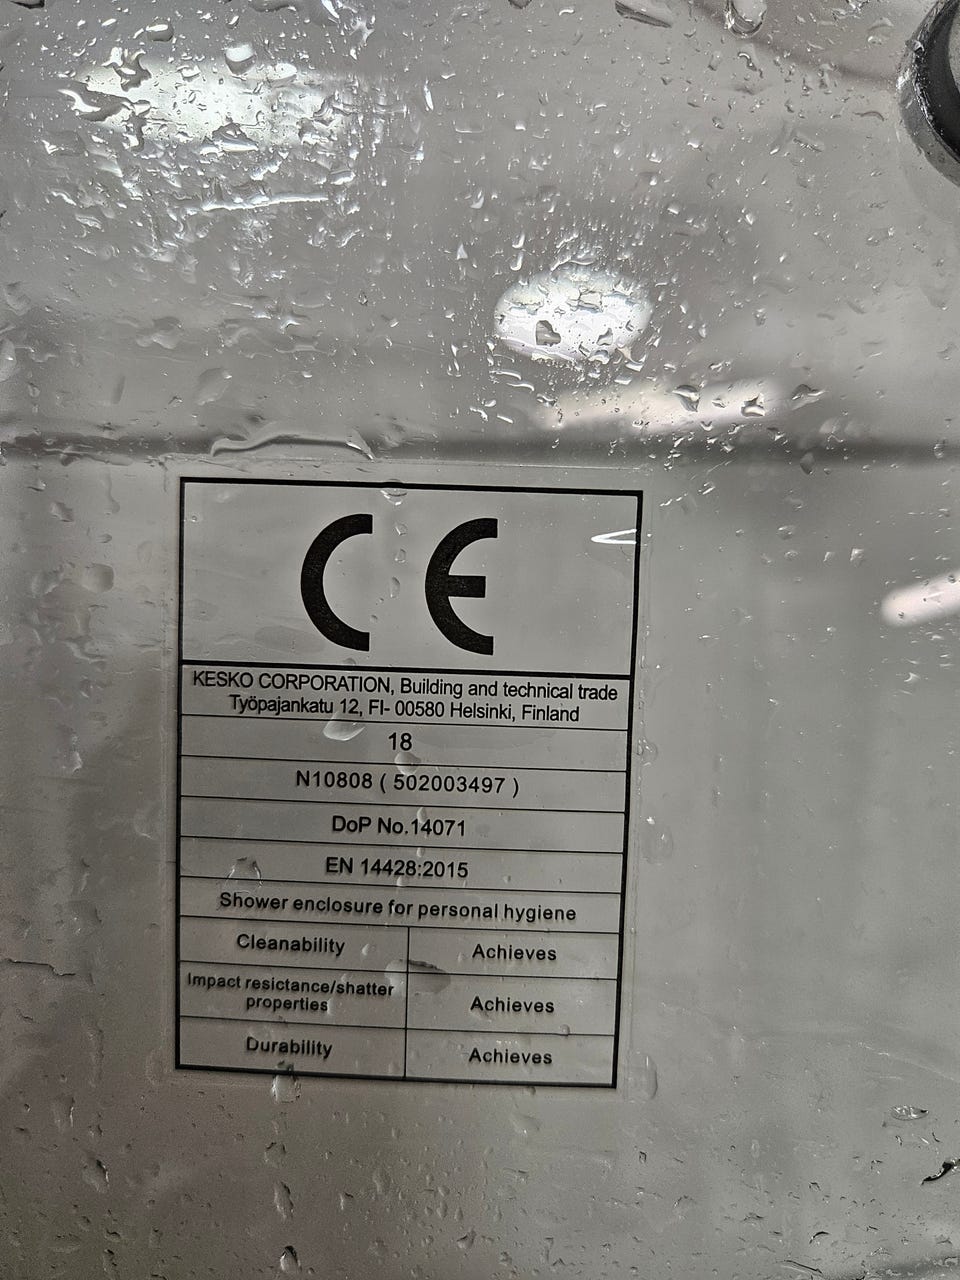 CE
KESKO CORPORATION, Building and technical trade
Työpajankatu 12, FI- 00580 Helsinki, Finland
18
N10808 ( 502003497 )
DoP No.14071
EN 14428:2015
Shower enclosure for personal hygiene
Cleanability Achieves
Impact resictance/shatter
properties Achieves
Durability Achieves